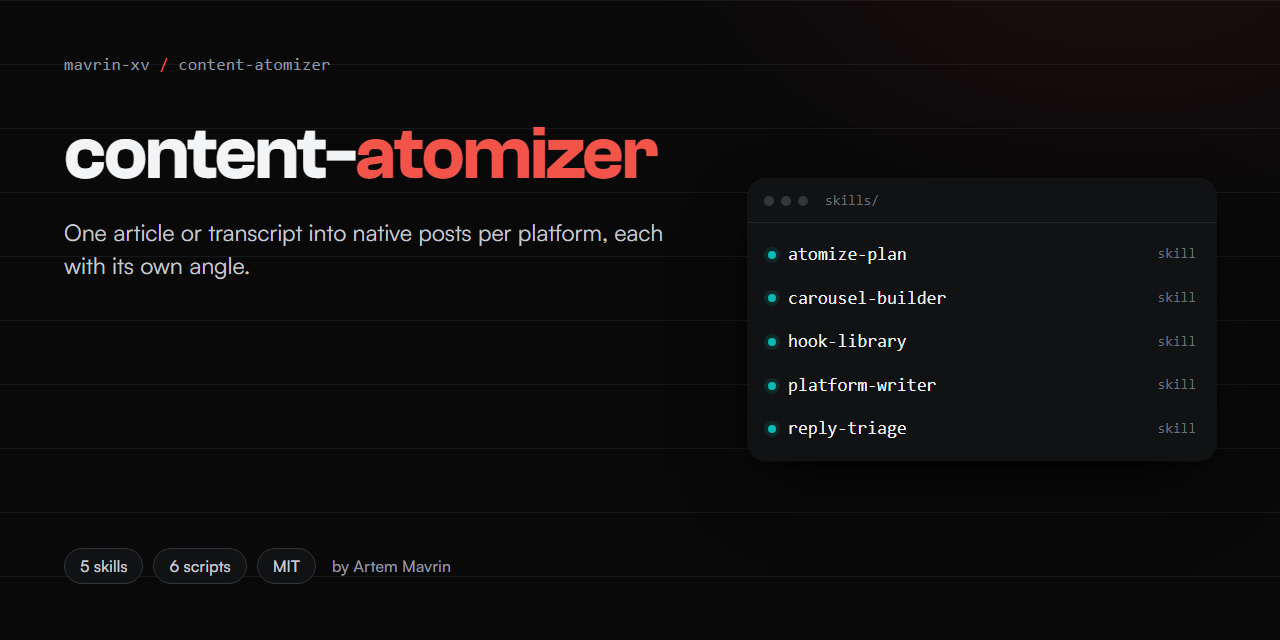 mavrin-xv / content-atomizer
content-atomizer
One article or transcript into native posts per platform, each
with its own angle.
skills/
atomize-plan skill
carousel-builder skill
hook-library skill
platform-writer skill
reply-triage skill
5 skills 6 scripts MIT by Artem Mavrin